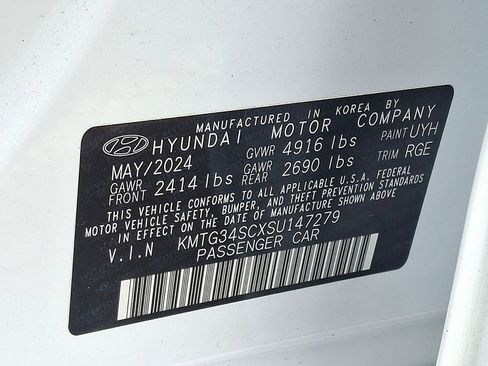 MANUFACTURED IN KOREA BY
HYUNDAI MOTOR COMPANY
MAY/2024 GVWR 4916 lbs PAINT UYH
GAWR FRONT 2414 lbs GAWR REAR 2690 lbs TRIM RGE
THIS VEHICLE CONFORMS TO ALL APPLICABLE U.S.A. FEDERAL
MOTOR VEHICLE SAFETY, BUMPER, AND THEFT PREVENTION STANDARDS
IN EFFECT ON THE DATE OF MANUFACTURE SHOWN ABOVE.
V.I.N KMTG34SCXSU147279
PASSENGER CAR